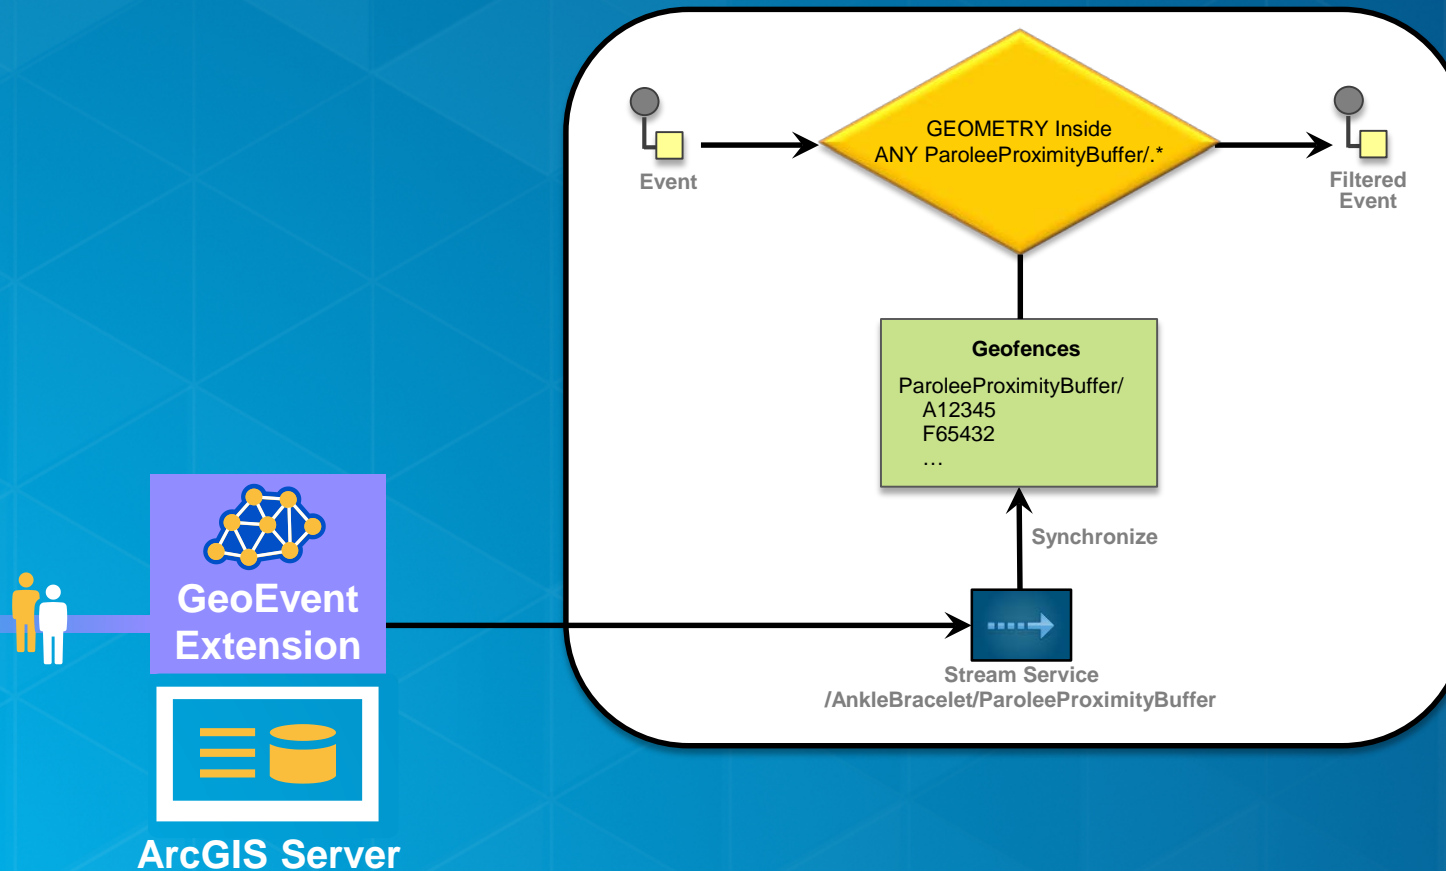 GEOMETRY Inside
ANY ParoleeProximityBuffer/.*
Event
Filtered
Event
Geofences
ParoleeProximityBuffer/
A12345
F65432
…
Synchronize
GeoEvent
Extension
Stream Service
/AnkleBracelet/ParoleeProximityBuffer
ArcGIS Server